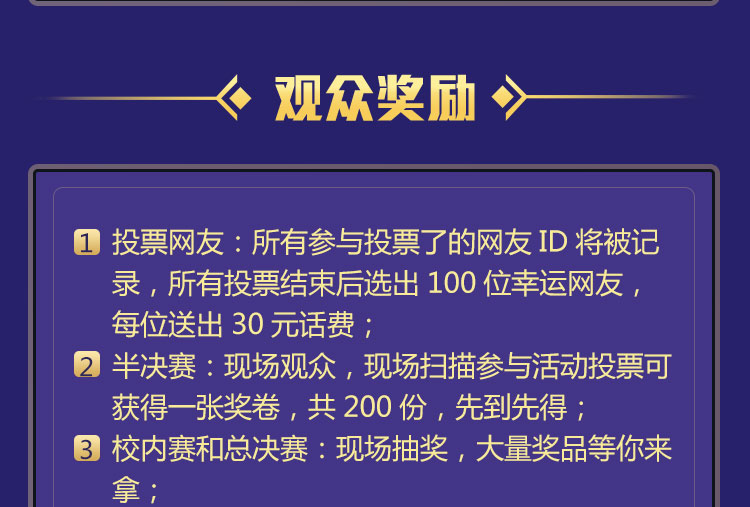 观众奖励
1 投票网友：所有参与投票了的网友 ID 将被记
录，所有投票结束后选出 100 位幸运网友，
每位送出 30 元话费；
2 半决赛：现场观众，现场扫描参与活动投票可
获得一张奖卷，共 200 份，先到先得；
3 校内赛和总决赛：现场抽奖，大量奖品等你来
拿；